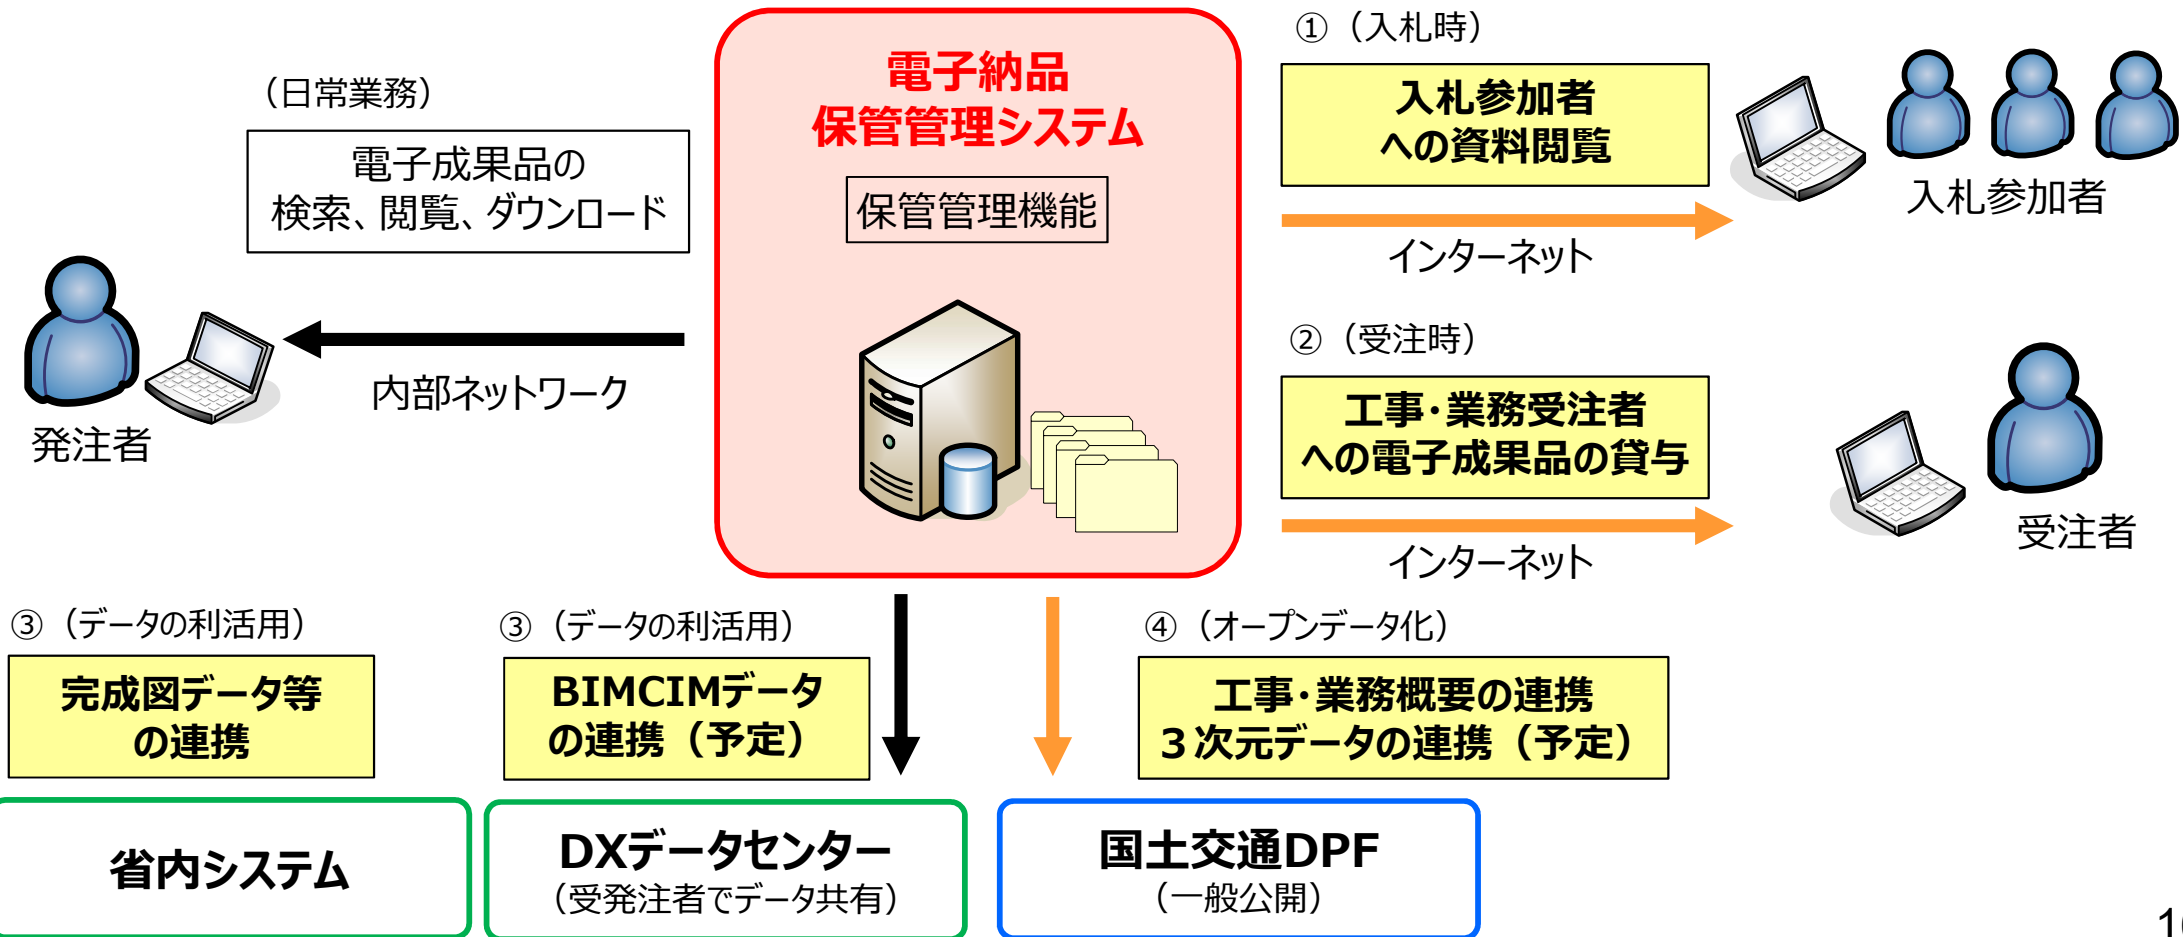 （日常業務）
電子成果品の
検索、閲覧、ダウンロード
発注者
内部ネットワーク
電子納品
保管管理システム
保管管理機能
①（入札時）
入札参加者
への資料閲覧
インターネット
入札参加者
②（受注時）
工事・業務受注者
への電子成果品の貸与
インターネット
受注者
③（データの利活用）
完成図データ等
の連携
省内システム
③（データの利活用）
BIMCIMデータ
の連携（予定）
DXデータセンター
（受発注者でデータ共有）
④（オープンデータ化）
工事・業務概要の連携
３次元データの連携（予定）
国土交通DPF
（一般公開）